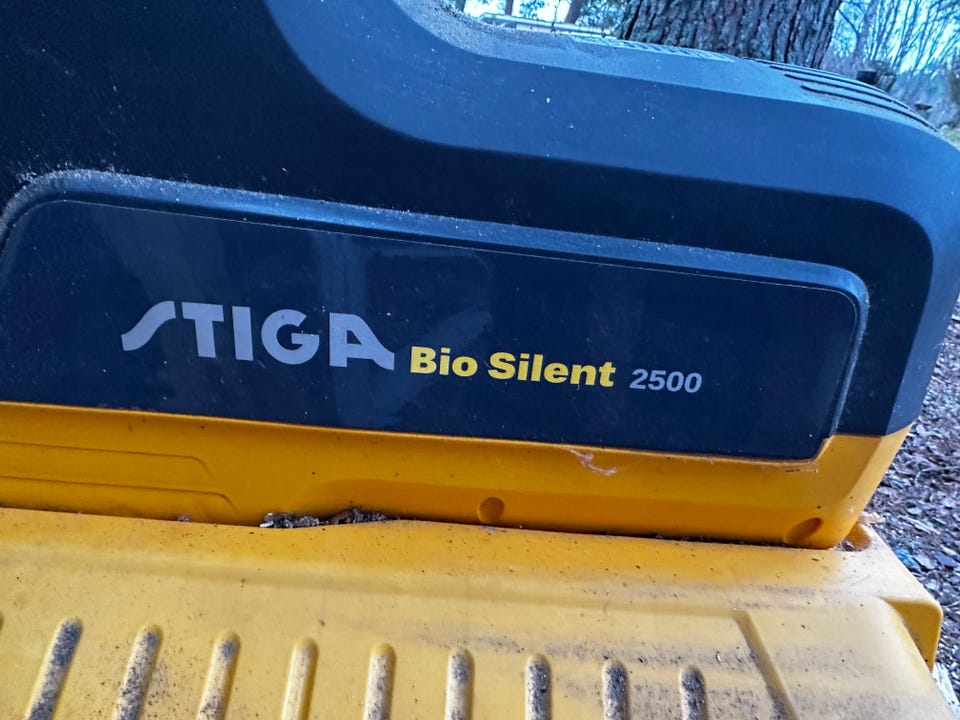 STIGA Bio Silent 2500